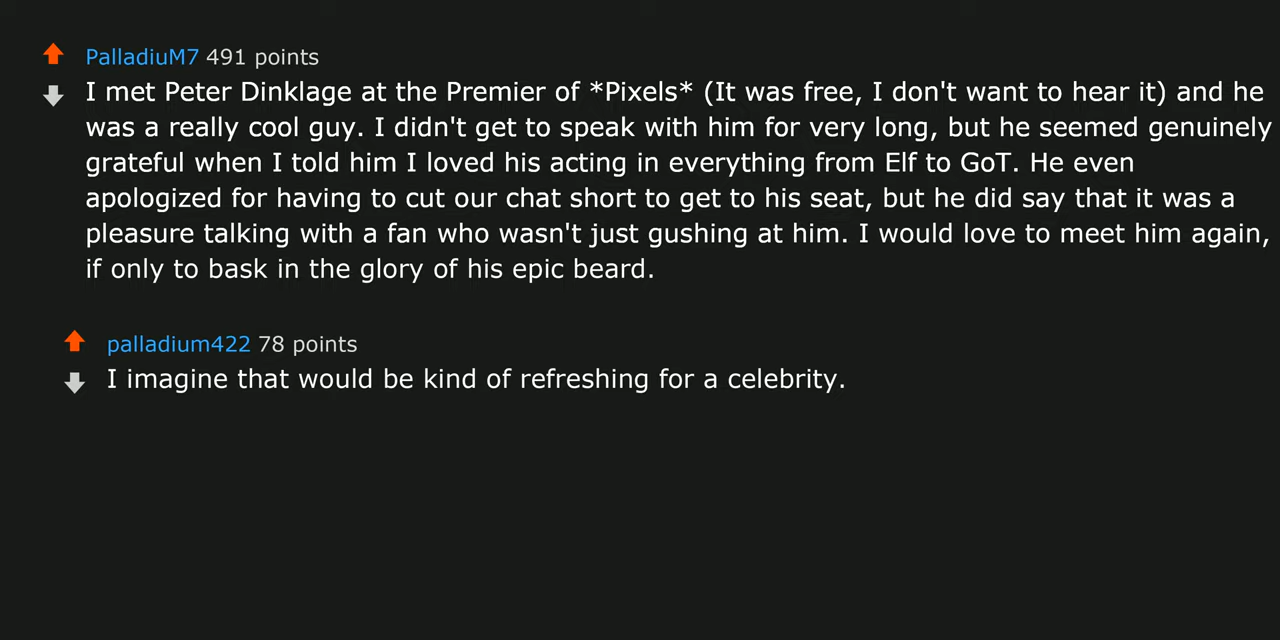 PalladiuM7 491 points
I met Peter Dinklage at the Premier of *Pixels* (It was free, I don't want to hear it) and he
was a really cool guy. I didn't get to speak with him for very long, but he seemed genuinely
grateful when I told him I loved his acting in everything from Elf to GoT. He even
apologized for having to cut our chat short to get to his seat, but he did say that it was a
pleasure talking with a fan who wasn't just gushing at him. I would love to meet him again,
if only to bask in the glory of his epic beard.
palladium422 78 points
I imagine that would be kind of refreshing for a celebrity.